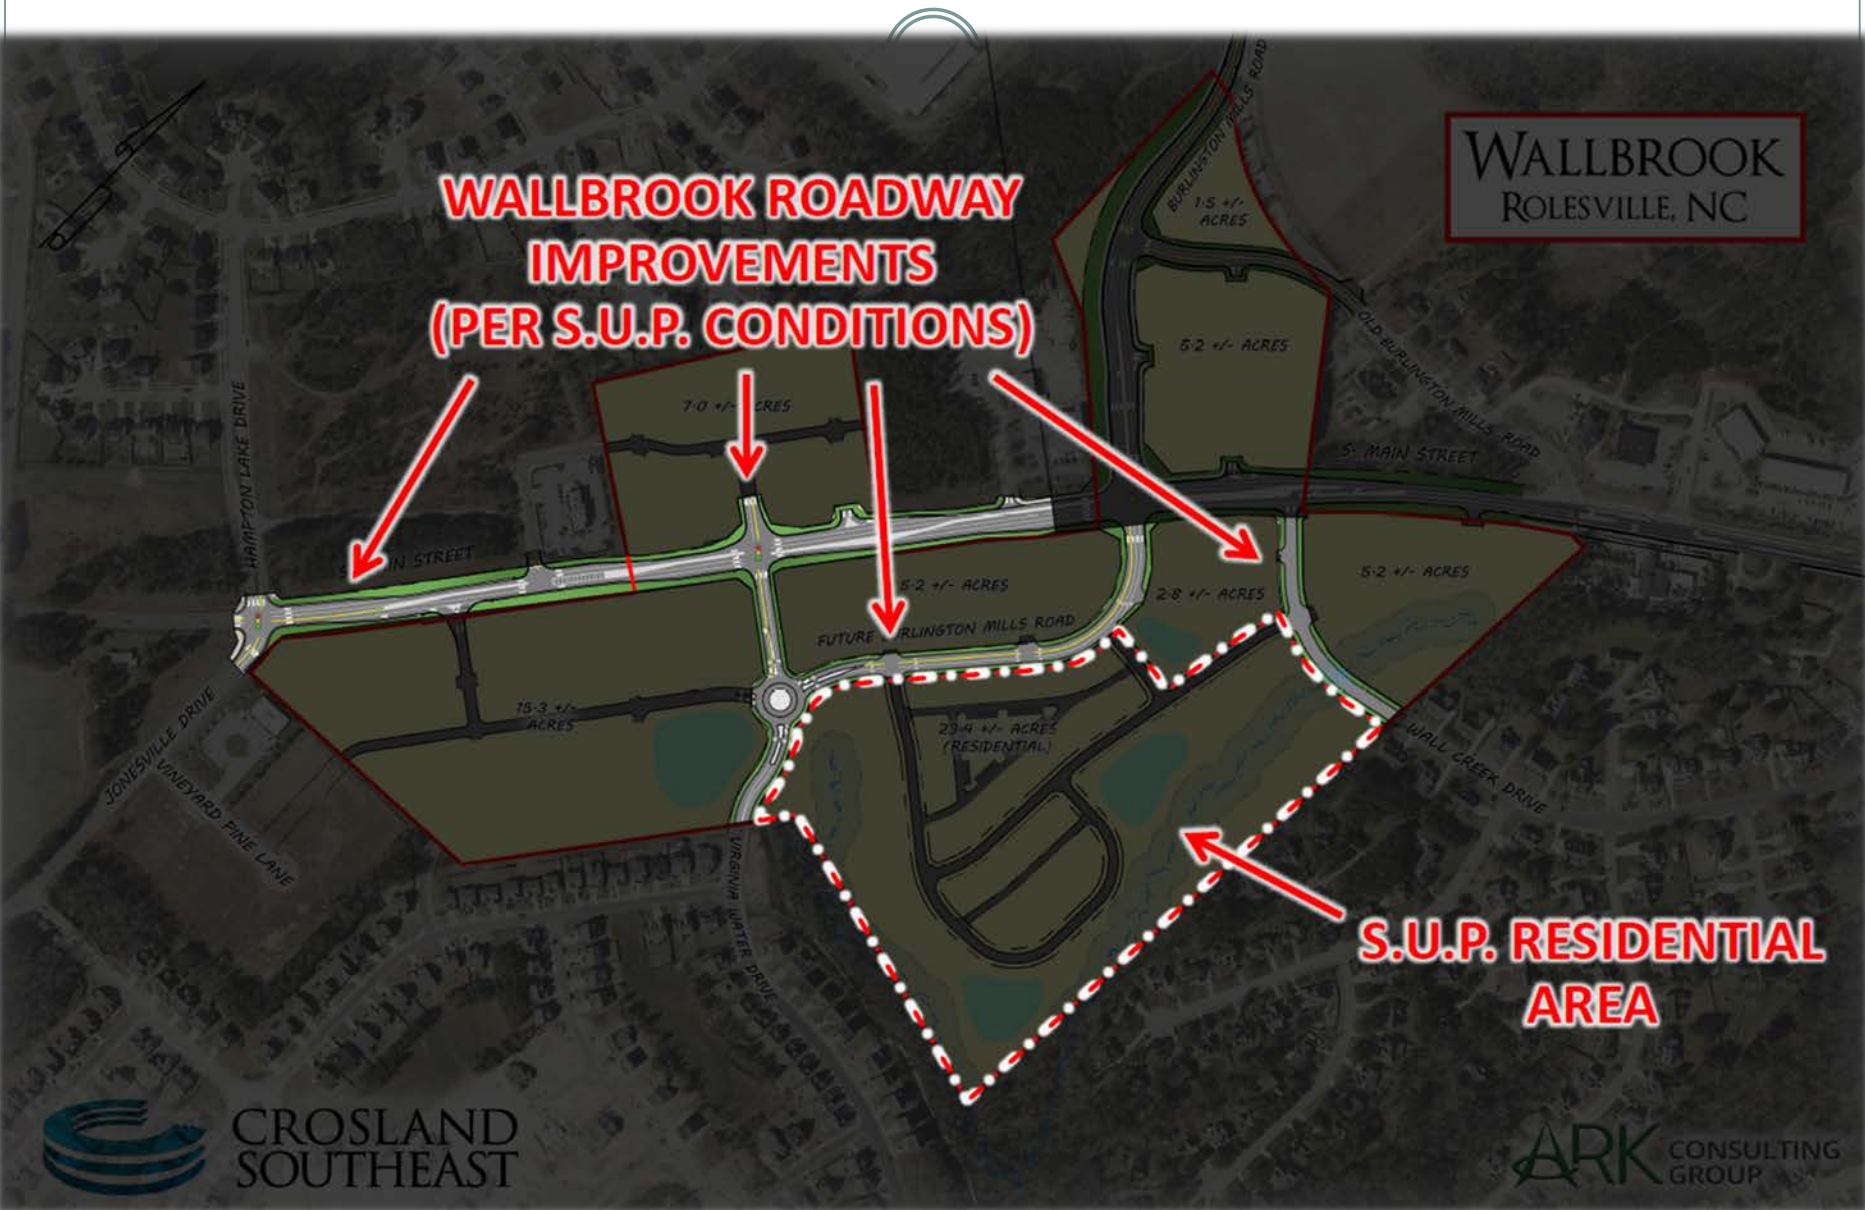 BURLINGTON MILLS ROAD
WALLBROOK
ROLESVILLE, NC
1.5 +/-
ACRES
WALLBROOK ROADWAY
IMPROVEMENTS
(PER S.U.P. CONDITIONS)
OLD BURLINGTON MILLS ROAD
5.2 +/- ACRES
7.0 +/- ACRES
HAMPTON LAKE DRIVE
S. MAIN STREET
IN STREET
5.2 +/- ACRES
2.8 +/- ACRES
5.2 +/- ACRES
FUTURE BURLINGTON MILLS ROAD
JONESVILLE DRIVE
VINEYARD PINE LANE
15.3 +/-
ACRES
23.4 +/- ACRES
(RESIDENTIAL)
WALL CREEK DRIVE
VIRGINIA WATER DRIVE
S.U.P. RESIDENTIAL
AREA
CROSLAND
SOUTHEAST
ARK CONSULTING
GROUP